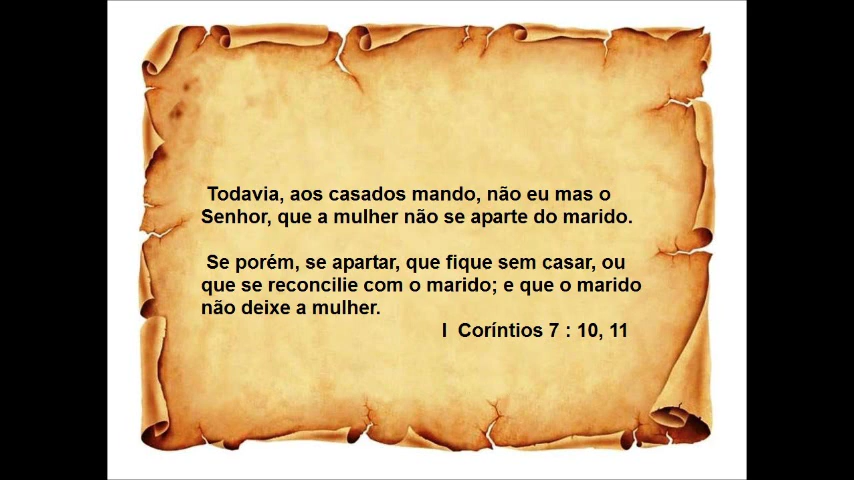 Todavia, aos casados mando, não eu mas o
Senhor, que a mulher não se aparte do marido.
Se porém, se apartar, que fique sem casar, ou
que se reconcilie com o marido; e que o marido
não deixe a mulher.
I Coríntios 7 : 10, 11